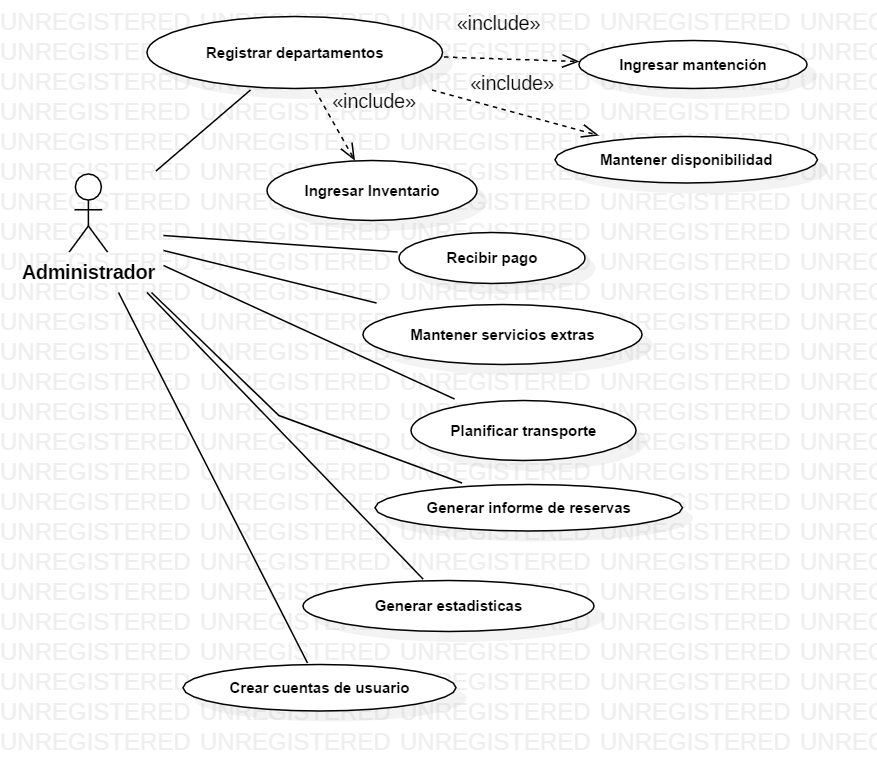 «include»
Registrar departamentos
Ingresar mantención
«include»
«include»
Mantener disponibilidad
Ingresar Inventario
Recibir pago
Administrador
Mantener servicios extras
Planificar transporte
Generar informe de reservas
Generar estadisticas
Crear cuentas de usuario
UNREGISTERED UNREGISTERED UNREGISTERED UNREGISTERED UNREG